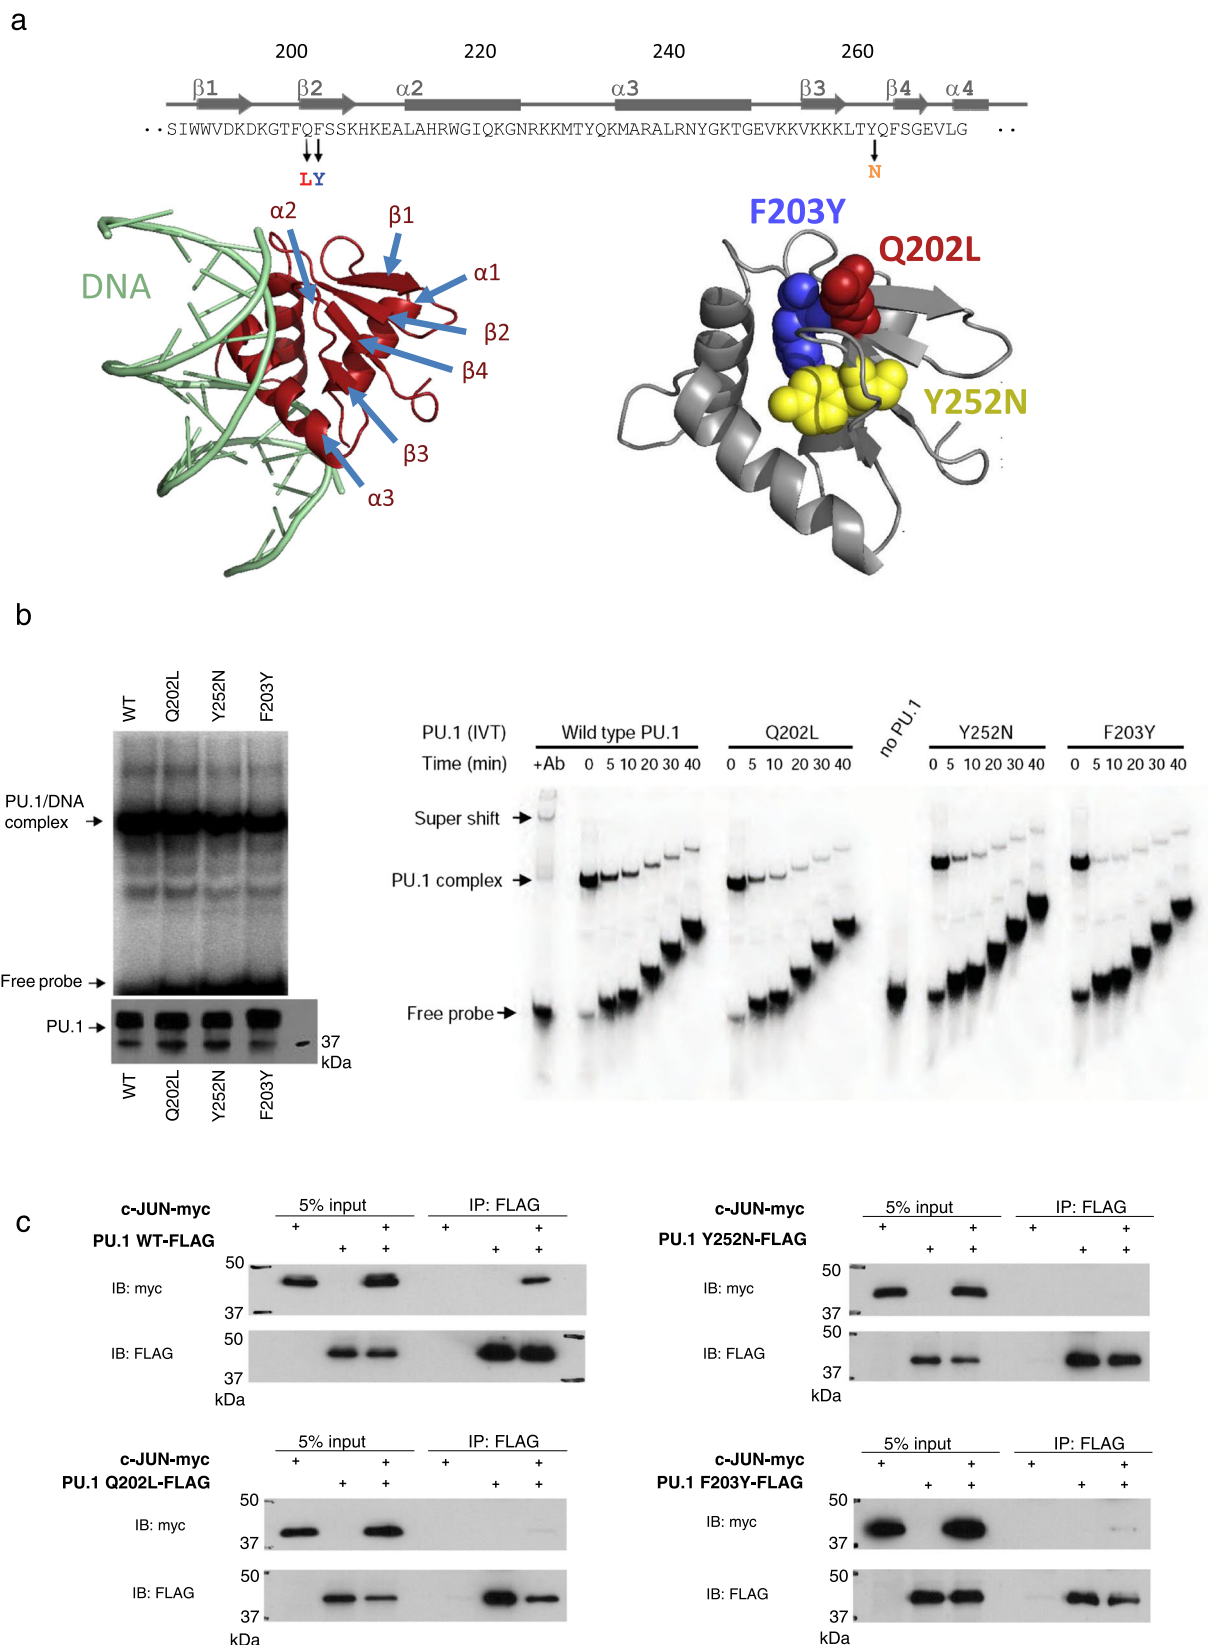 a
200 220 240 260
β1 β2 α2 α3 β3 β4 α4
··SIWWVDKDKGTFQFSSKHKEALAHRWGIQKGNRKKMTYQKMARALRNYGKTGEVKKVKKKLTYQFSGEVLG ··
L Y N
F203Y
α2 β1 Q202L
DNA α1
β2
β4 Y252N
β3
α3
b
WT Q202L Y252N F203Y
PU.1 (IVT) Wild type PU.1 Q202L no PU.1 Y252N F203Y
Time (min) +Ab 0 5 10 20 30 40 0 5 10 20 30 40 0 5 10 20 30 40 0 5 10 20 30 40
PU.1/DNA
complex
Super shift
PU.1 complex
Free probe
Free probe
PU.1
37
kDa
WT Q202L Y252N F203Y
c
c-JUN-myc 5% input IP: FLAG
+ + + +
PU.1 WT-FLAG + + + +
50
IB: myc
37
50
IB: FLAG
37
kDa
c-JUN-myc 5% input IP: FLAG
+ + + +
PU.1 Y252N-FLAG + + + +
50
IB: myc
37
50
IB: FLAG
37
kDa
5% input IP: FLAG
c-JUN-myc + + + +
PU.1 Q202L-FLAG + + + +
50
IB: myc
37
50
IB: FLAG
37
kDa
5% input IP: FLAG
c-JUN-myc + + + +
PU.1 F203Y-FLAG + + + +
50
IB: myc
37
50
IB: FLAG
37
kDa